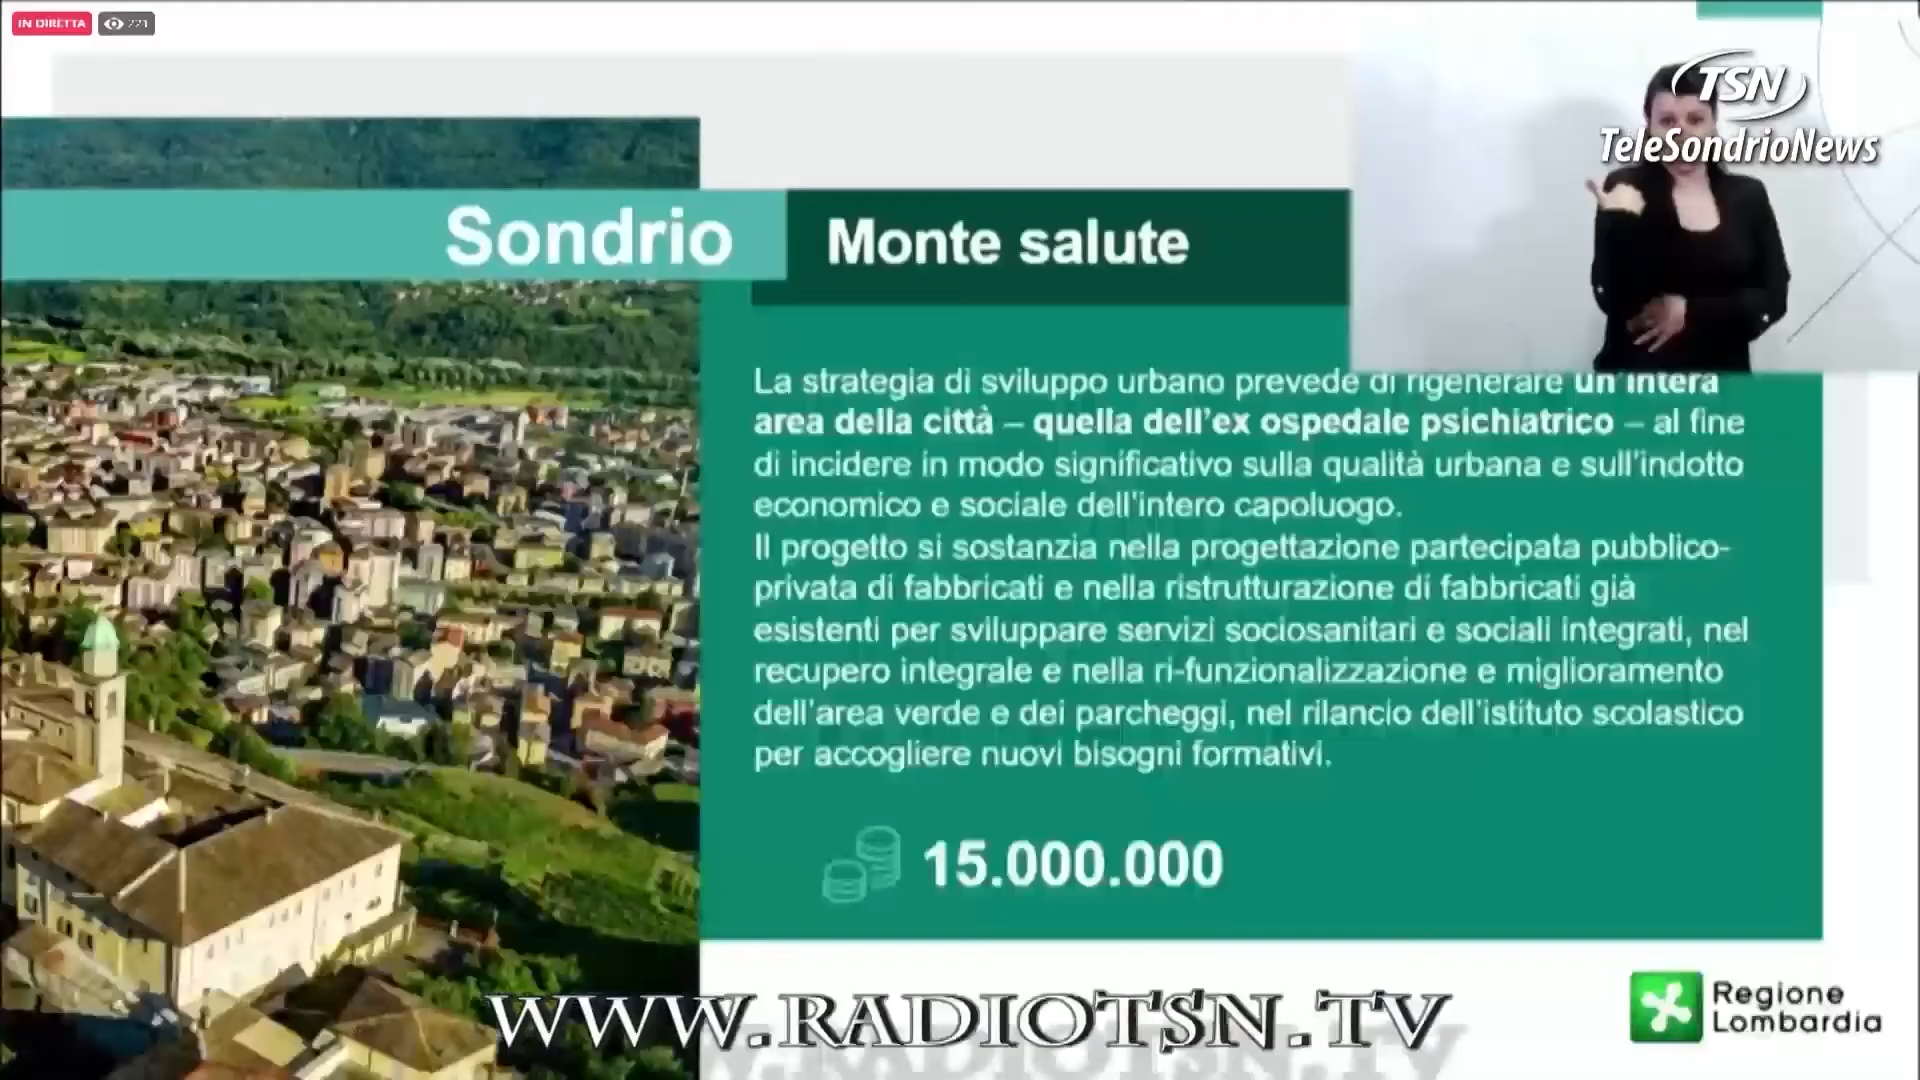 IN DIRETTA
221
TSN
TeleSondrioNews
Sondrio
Monte salute
La strategia di sviluppo urbano prevede di rigenerare un'intera
area della città – quella dell'ex ospedale psichiatrico – al fine
di incidere in modo significativo sulla qualità urbana e sull'indotto
economico e sociale dell'intero capoluogo.
Il progetto si sostanzia nella progettazione partecipata pubblico-
privata di fabbricati e nella ristrutturazione di fabbricati già
esistenti per sviluppare servizi sociosanitari e sociali integrati, nel
recupero integrale e nella ri-funzionalizzazione e miglioramento
dell'area verde e dei parcheggi, nel rilancio dell'istituto scolastico
per accogliere nuovi bisogni formativi.
15.000.000
WWW.RADIOTSN.TV
Regione
Lombardia